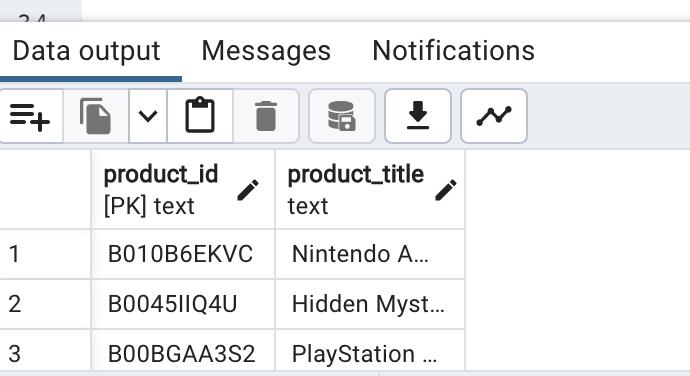 Data output Messages Notifications
product_id product_title
[PK] text text
1 B010B6EKVC Nintendo A...
2 B0045IIQ4U Hidden Myst...
3 B00BGAA3S2 PlayStation ...